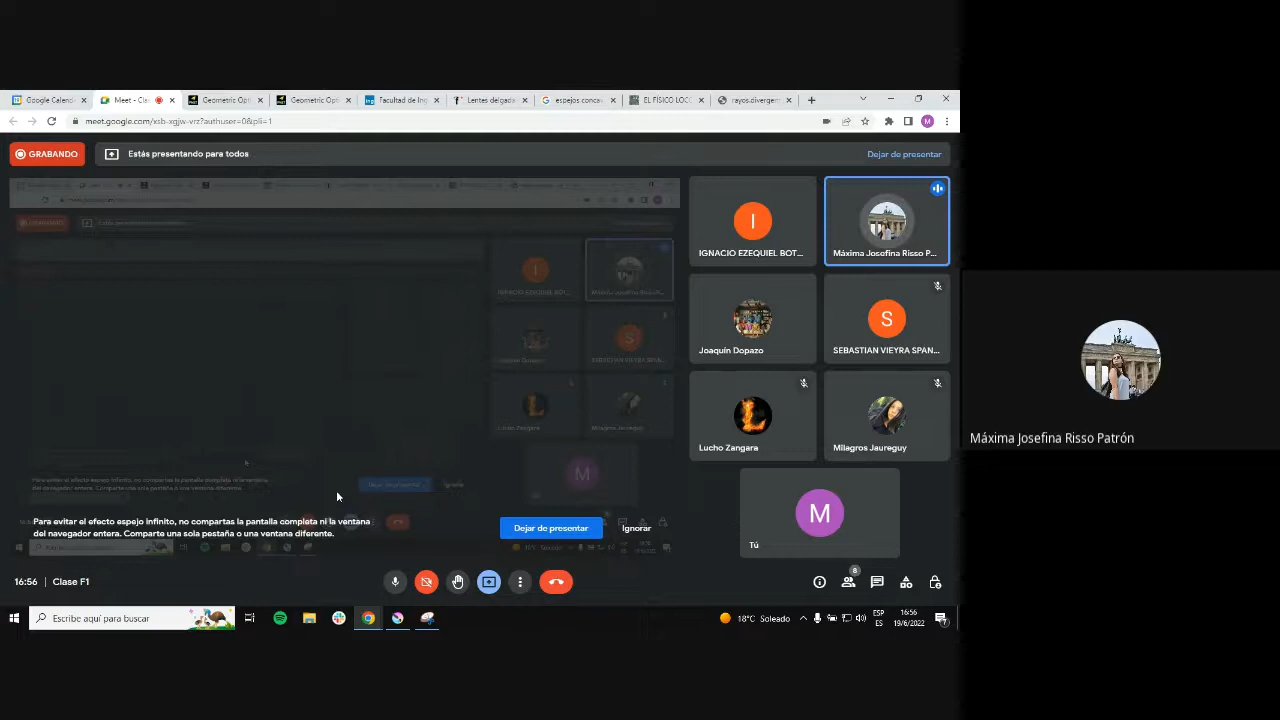 Google Calenda
Meet - Clas
Geometric Opti
Geometric Opti
Facultad de Ing
Lentes delgada
espejos concav
EL FÍSICO LOCO
rayos.divergen
meet.google.com/xsb-xgjw-vrz?authuser=0&pli=1
M
GRABANDO
Estás presentando para todos
Dejar de presentar
I
IGNACIO EZEQUIEL BOT...
Máxima Josefina Risso P...
Joaquín Dopazo
S
SEBASTIAN VIEYRA SPAN...
L
Lucho Zangara
Milagros Jaureguy
M
Tú
Máxima Josefina Risso Patrón
Para evitar el efecto espejo infinito, no compartas la pantalla completa ni la ventana
del navegador entera. Comparte una sola pestaña o una ventana diferente.
Dejar de presentar
Ignorar
16:56
Clase F1
8
Escribe aquí para buscar
18°C Soleado
ESP
ES
16:56
19/6/2022